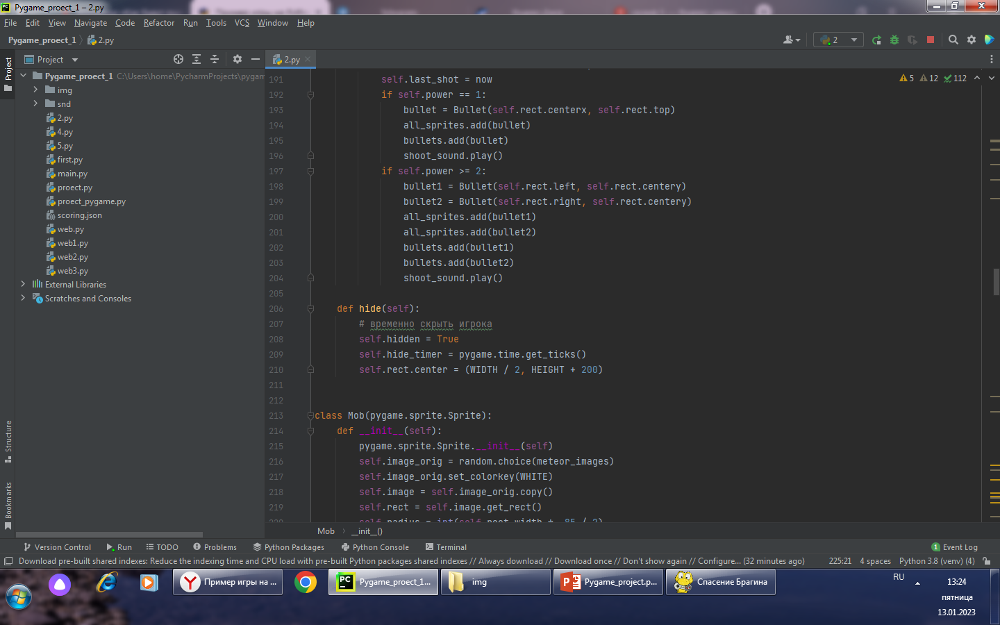 Pygame_proect_1 – 2.py
File Edit View Navigate Code Refactor Run Tools VCS Window Help
Pygame_proect_1 2.py
2
Project
2.py
Project
Pygame_proect_1 C:\Users\home\PycharmProjects\pygam
img
snd
2.py
4.py
5.py
first.py
main.py
proect.py
proect_pygame.py
scoring.json
web.py
web1.py
web2.py
web3.py
External Libraries
Scratches and Consoles
Structure
Bookmarks
5 12 112
191 self.last_shot = now
192 if self.power == 1:
193 bullet = Bullet(self.rect.centerx, self.rect.top)
194 all_sprites.add(bullet)
195 bullets.add(bullet)
196 shoot_sound.play()
197 if self.power >= 2:
198 bullet1 = Bullet(self.rect.left, self.rect.centery)
199 bullet2 = Bullet(self.rect.right, self.rect.centery)
200 all_sprites.add(bullet1)
201 all_sprites.add(bullet2)
202 bullets.add(bullet1)
203 bullets.add(bullet2)
204 shoot_sound.play()
205
206 def hide(self):
207 # временно скрыть игрока
208 self.hidden = True
209 self.hide_timer = pygame.time.get_ticks()
210 self.rect.center = (WIDTH / 2, HEIGHT + 200)
211
212
213 class Mob(pygame.sprite.Sprite):
214 def __init__(self):
215 pygame.sprite.Sprite.__init__(self)
216 self.image_orig = random.choice(meteor_images)
217 self.image_orig.set_colorkey(WHITE)
218 self.image = self.image_orig.copy()
219 self.rect = self.image.get_rect()
220 self.radius = int(self.rect.width * .85 / 2)
Mob __init__()
Version Control Run TODO Problems Python Packages Python Console Terminal 1 Event Log
Download pre-built shared indexes: Reduce the indexing time and CPU load with pre-built Python packages shared indexes // Always download // Download once // Don't show again // Configure... (32 minutes ago) 225:21 4 spaces Python 3.8 (venv) (4)
Пример игры на ... Pygame_proect_1... img Pygame_project.p... Спасение Брагина RU 13:24
пятница
13.01.2023